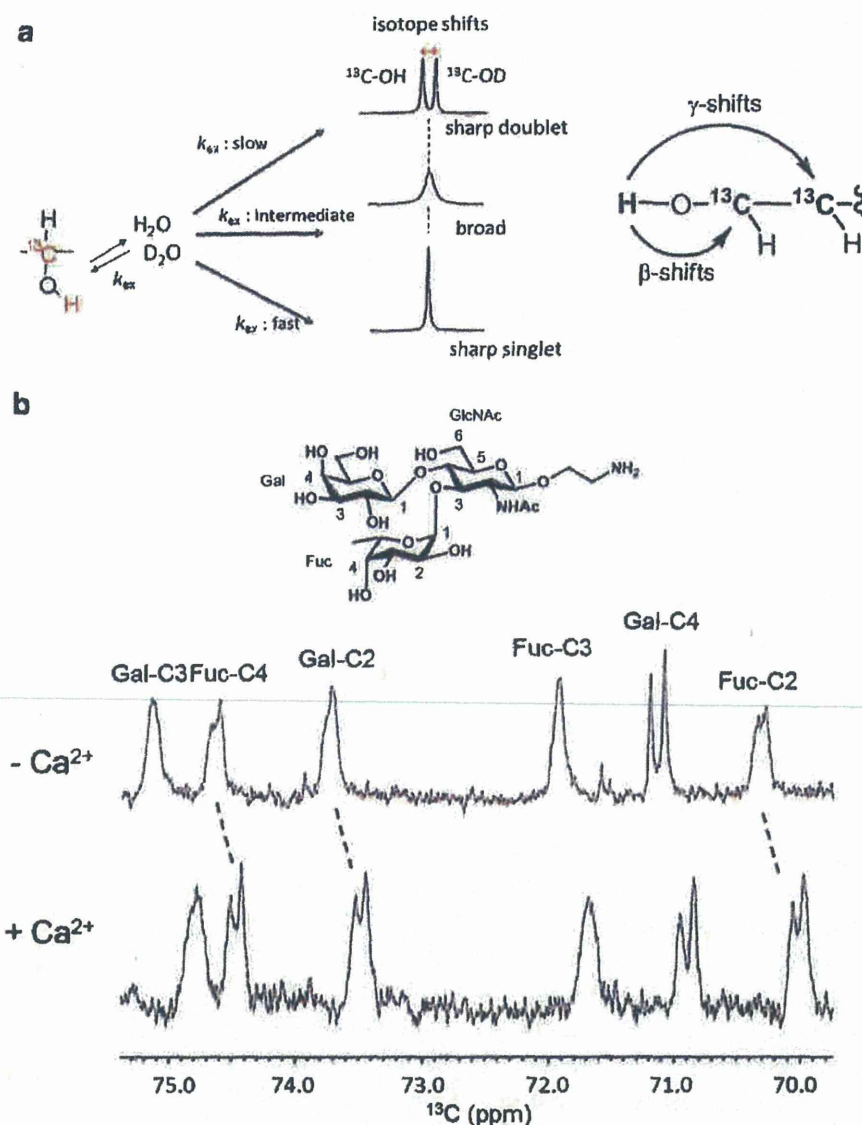 a
isotope shifts
¹³C-OH ¹³C-OD
sharp doublet
kₑₓ : slow
kₑₓ : Intermediate
broad
kₑₓ : fast
sharp singlet
H
¹³C
O
H
H₂O
D₂O
kₑₓ
γ-shifts
H—O—¹³C—¹³C
H H
β-shifts
b
GlcNAc
HO OH HO 6 5 O 1 O NH₂
Gal 4 O O 3 NHAc
HO 3 OH 1 O
O 1
Fuc 4 OH 2 OH
HO
Gal-C3 Fuc-C4 Gal-C2 Fuc-C3 Gal-C4 Fuc-C2
- Ca²⁺
+ Ca²⁺
75.0 74.0 73.0 72.0 71.0 70.0
¹³C (ppm)